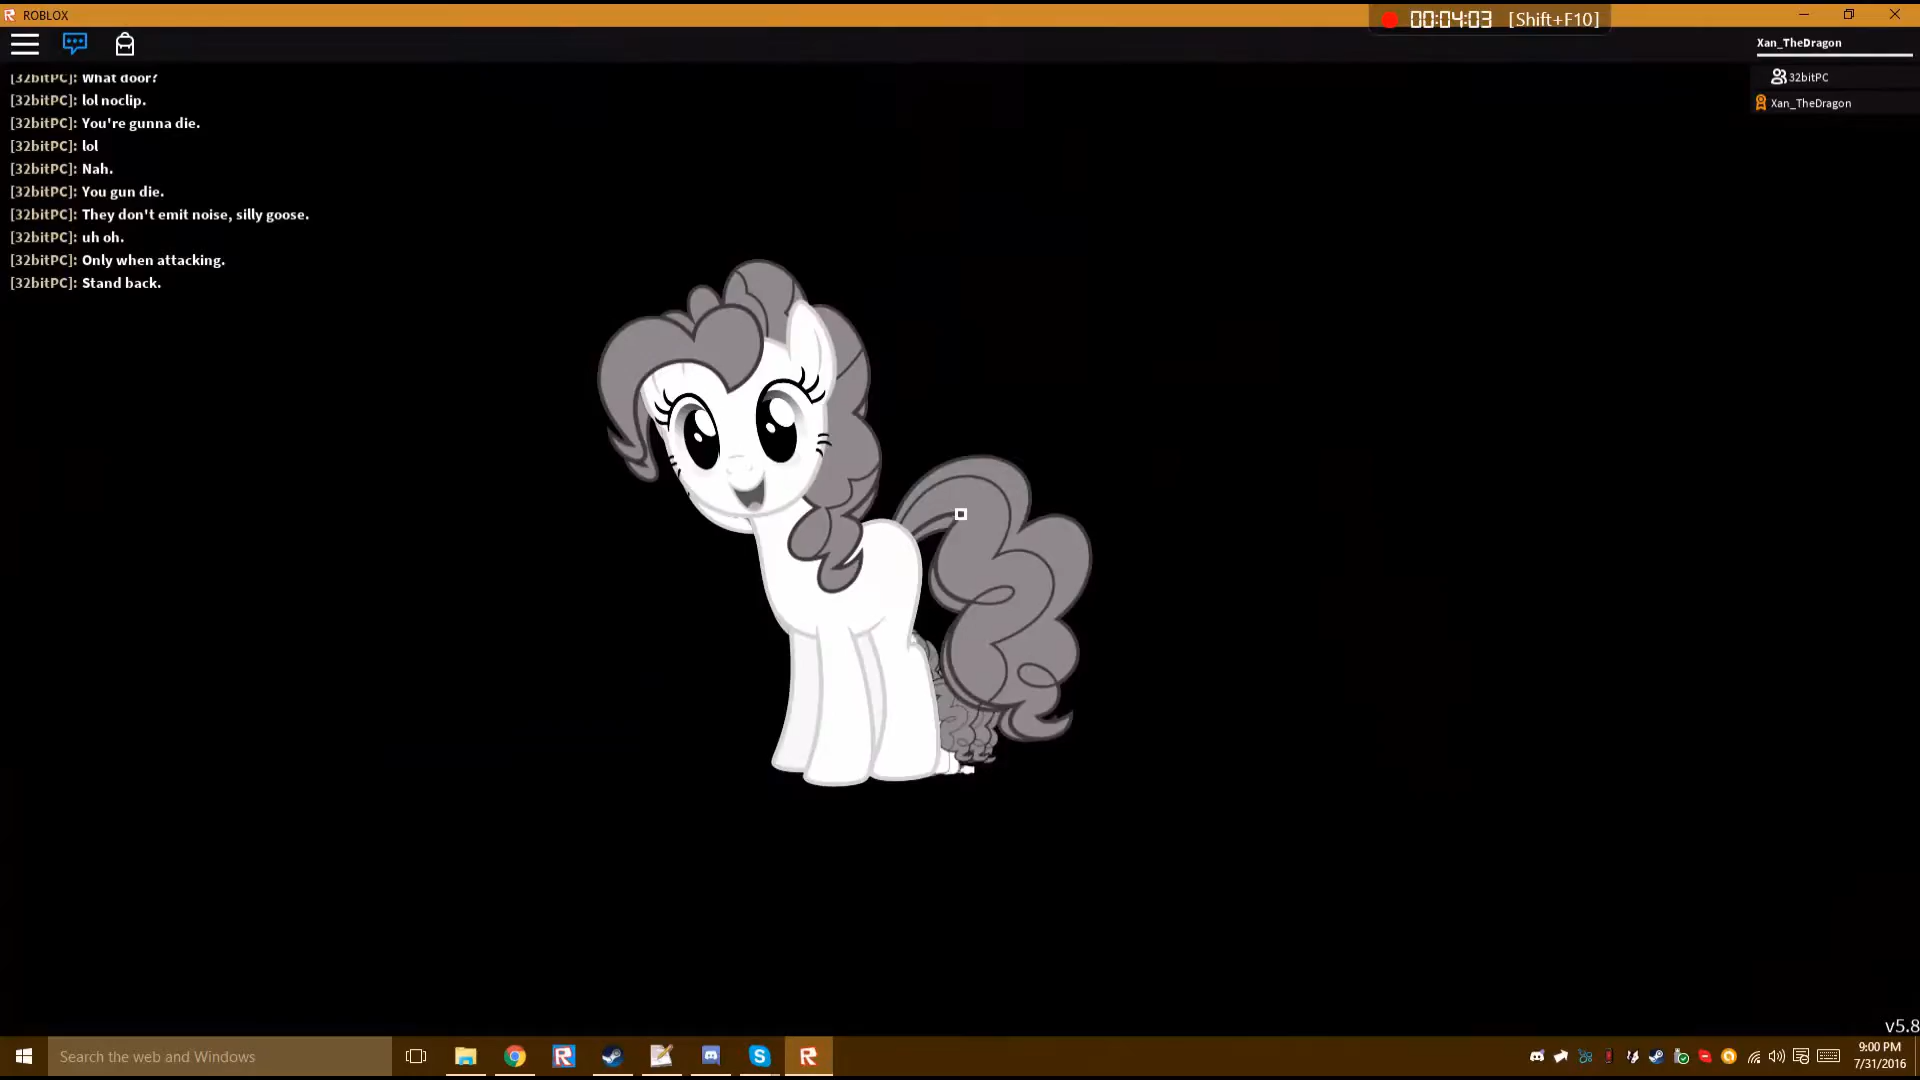 ROBLOX
00:04:03 [Shift+F10]
Xan_TheDragon
32bitPC
Xan_TheDragon
[32bitPC]: What door?
[32bitPC]: lol noclip.
[32bitPC]: You're gunna die.
[32bitPC]: lol
[32bitPC]: Nah.
[32bitPC]: You gun die.
[32bitPC]: They don't emit noise, silly goose.
[32bitPC]: uh oh.
[32bitPC]: Only when attacking.
[32bitPC]: Stand back.
v5.8
Search the web and Windows
9:00 PM
7/31/2016